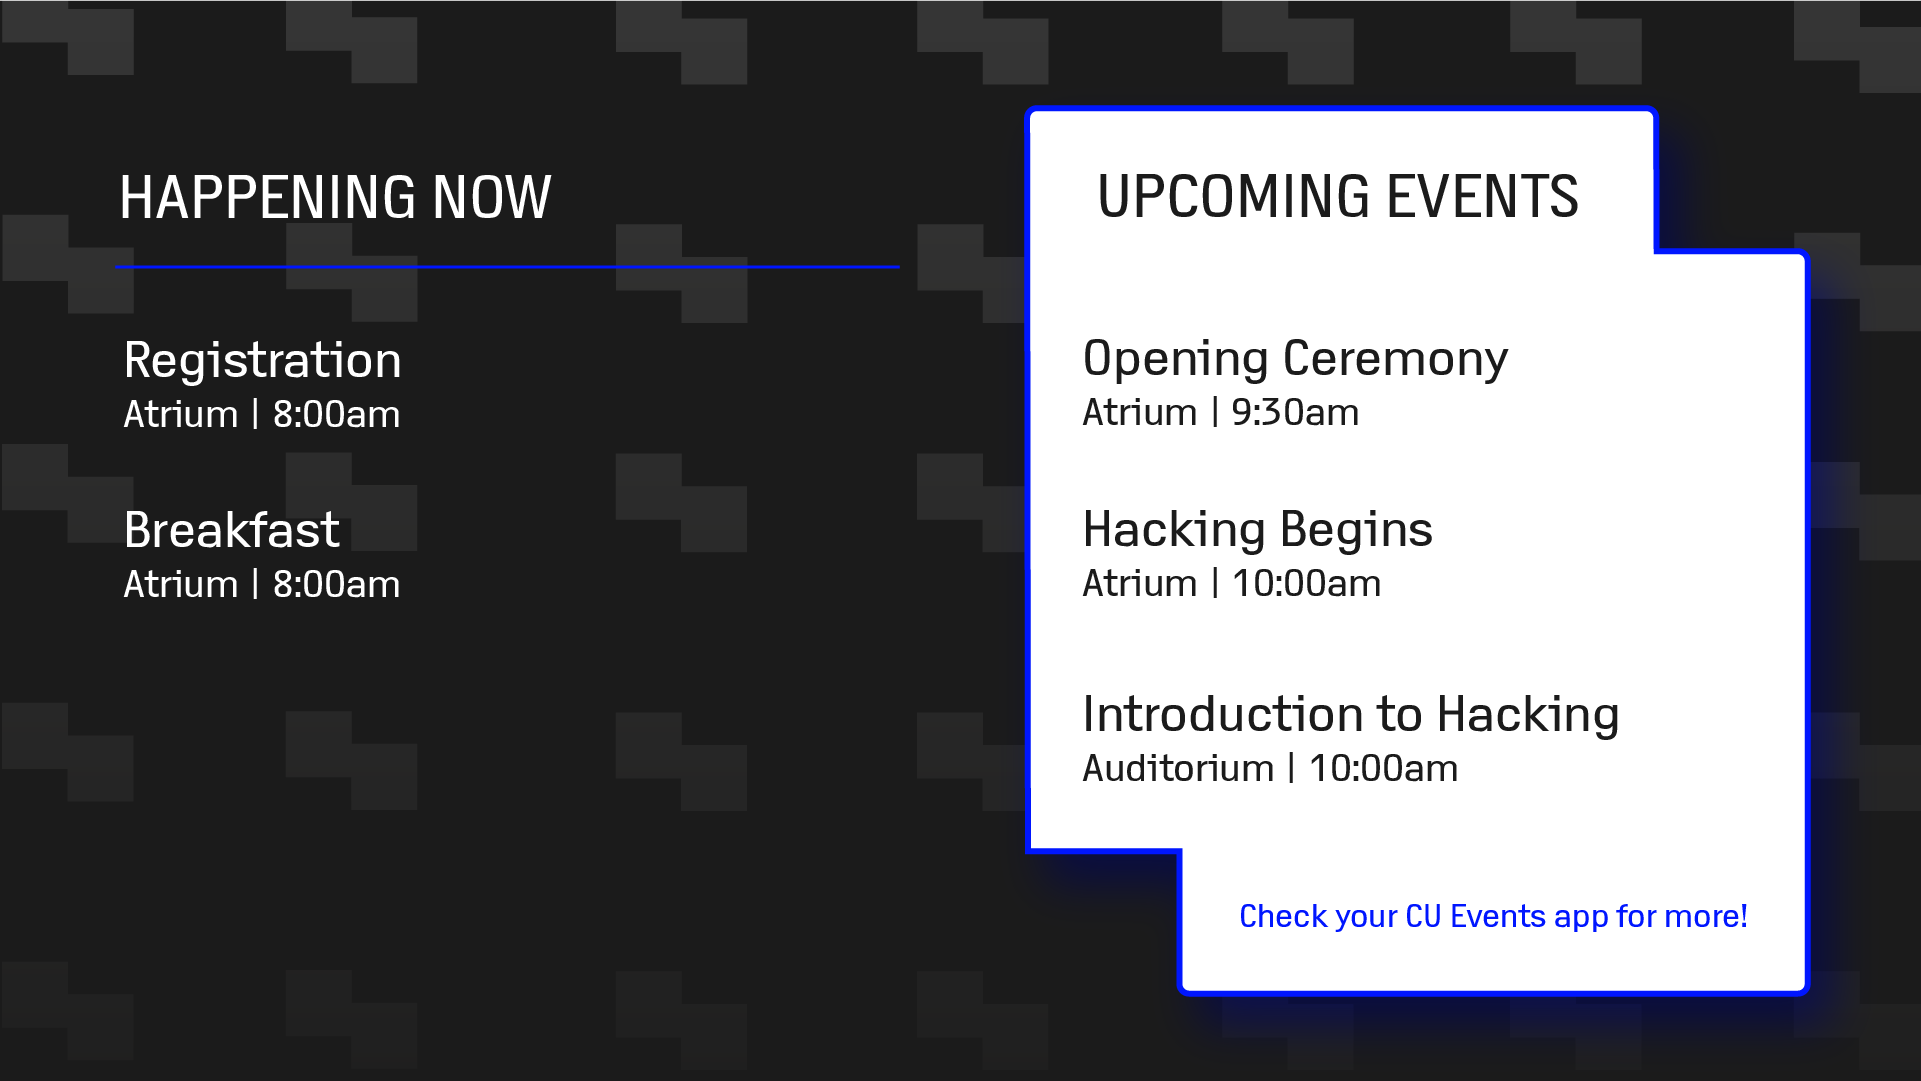 HAPPENING NOW
Registration
Atrium | 8:00am
Breakfast
Atrium | 8:00am
UPCOMING EVENTS
Opening Ceremony
Atrium | 9:30am
Hacking Begins
Atrium | 10:00am
Introduction to Hacking
Auditorium | 10:00am
Check your CU Events app for more!